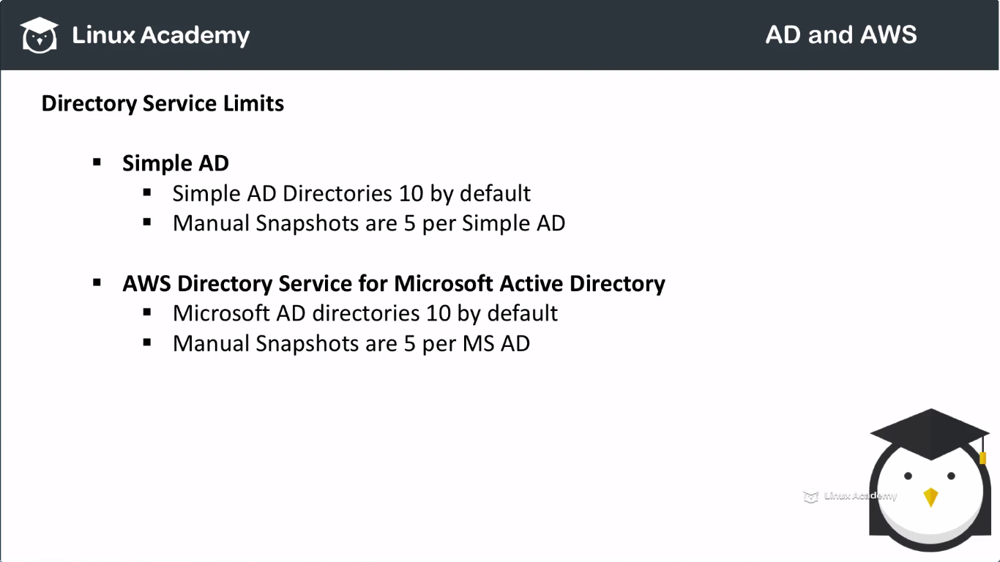 Linux Academy
AD and AWS
Directory Service Limits
▪ Simple AD
▪ Simple AD Directories 10 by default
▪ Manual Snapshots are 5 per Simple AD
▪ AWS Directory Service for Microsoft Active Directory
▪ Microsoft AD directories 10 by default
▪ Manual Snapshots are 5 per MS AD
Linux Academy